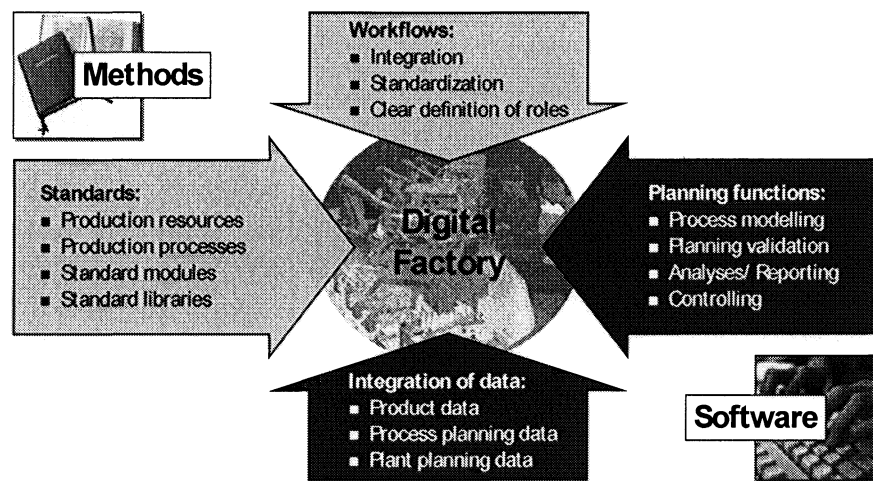 Methods
Workflows:
■ Integration
■ Standardization
■ Clear definition of roles
Standards:
■ Production resources
■ Production processes
■ Standard modules
■ Standard libraries
Digital
Factory
Planning functions:
■ Process modelling
■ Planning validation
■ Analyses/ Reporting
■ Controlling
Integration of data:
■ Product data
■ Process planning data
■ Plant planning data
Software